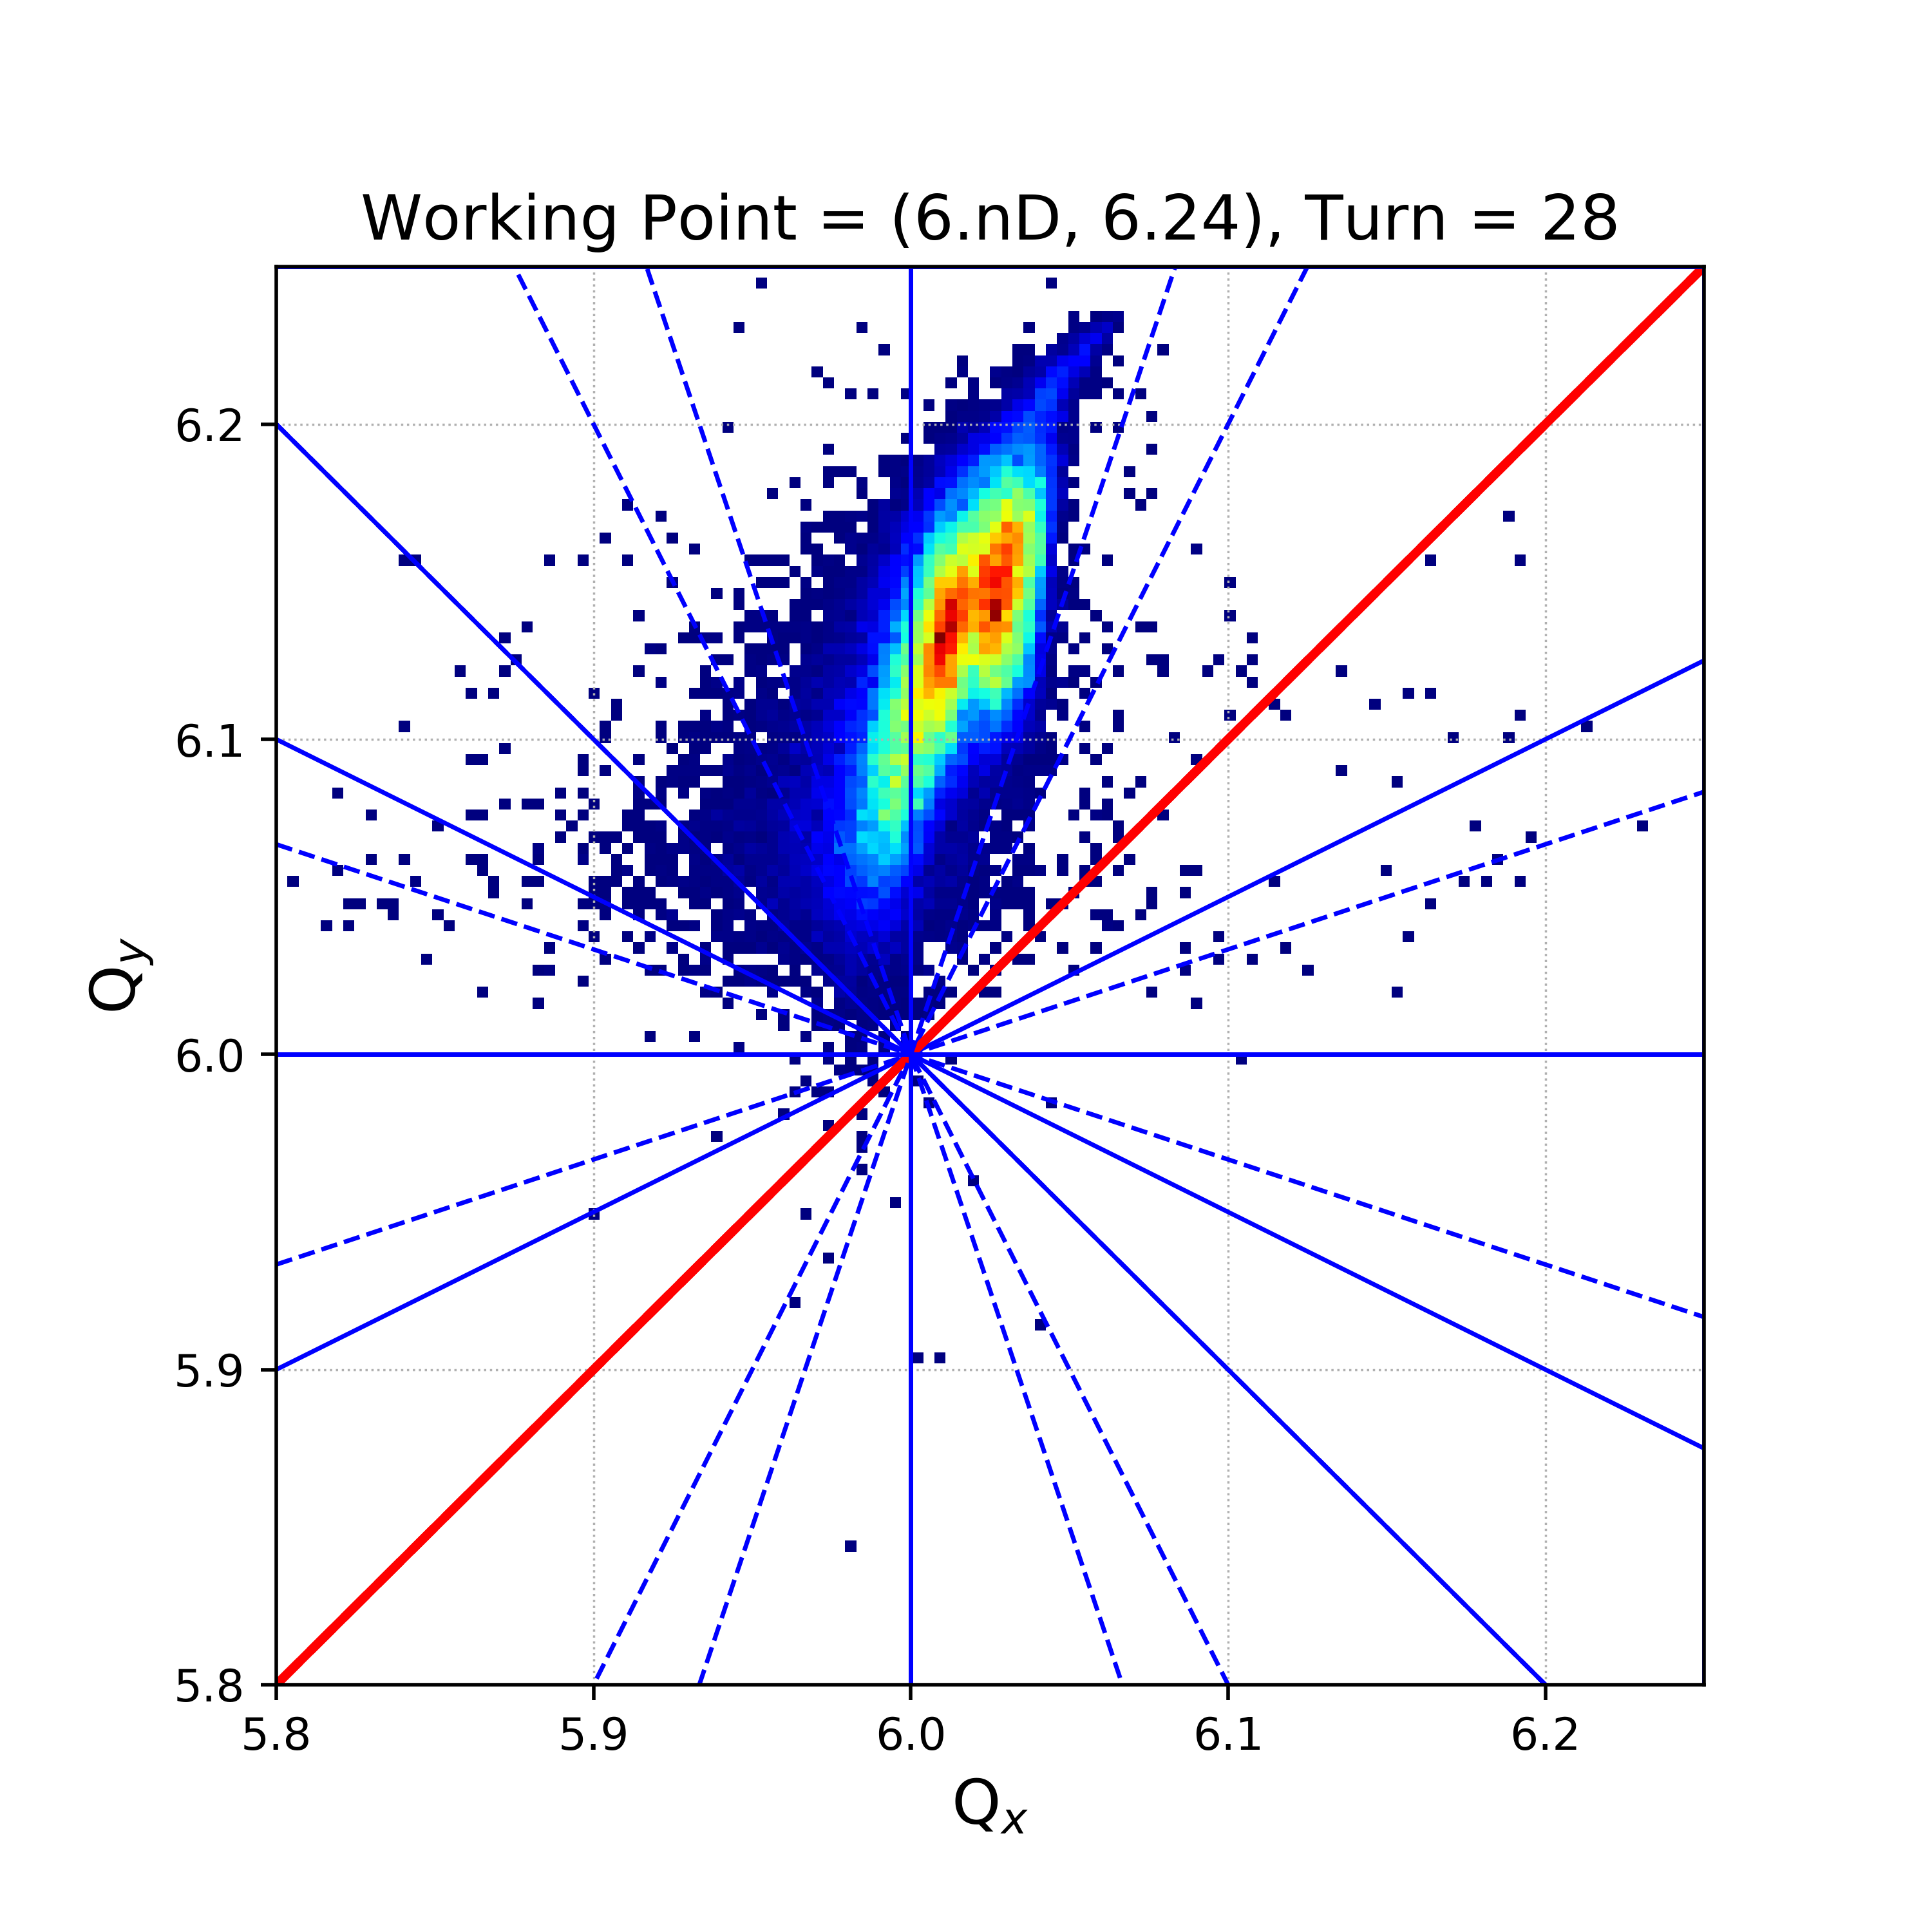 Working Point = (6.nD, 6.24), Turn = 28
6.2
6.1
6.0
5.9
5.8
Qy
5.8 5.9 6.0 6.1 6.2
Qx